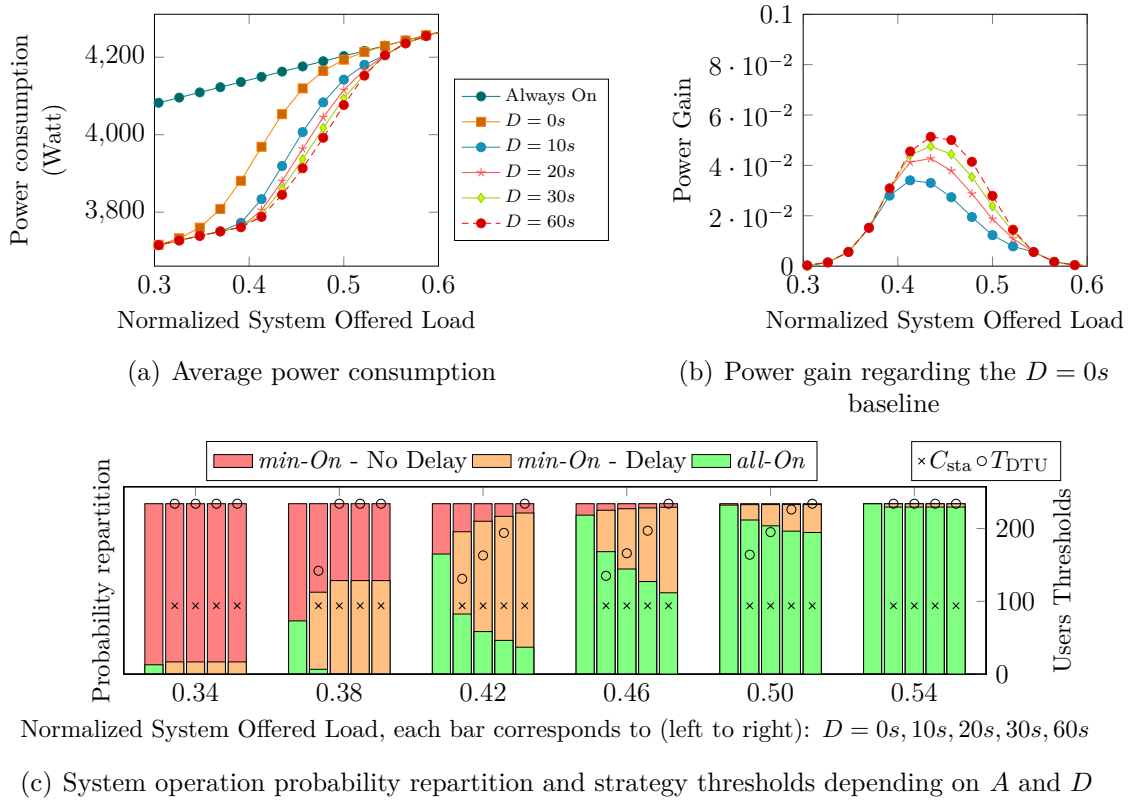 4,200
4,000
3,800
0.3
0.4
0.5
0.6
Power consumption
(Watt)
Normalized System Offered Load
Always On
D = 0s
D = 10s
D = 20s
D = 30s
D = 60s
(a) Average power consumption
0.1
8 · 10⁻²
6 · 10⁻²
4 · 10⁻²
2 · 10⁻²
0
0.3
0.4
0.5
0.6
Power Gain
Normalized System Offered Load
(b) Power gain regarding the D = 0s
baseline
min-On - No Delay min-On - Delay all-On
× C_sta ○ T_DTU
Probability repartition
200
100
0
Users Thresholds
0.34 0.38 0.42 0.46 0.50 0.54
Normalized System Offered Load, each bar corresponds to (left to right): D = 0s, 10s, 20s, 30s, 60s
(c) System operation probability repartition and strategy thresholds depending on A and D